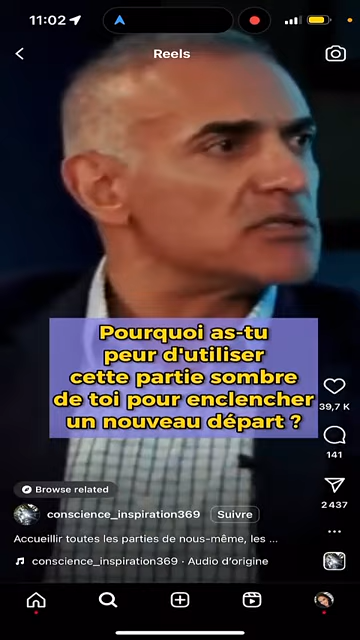 11:02
Reels
Pourquoi as-tu
peur d'utiliser
cette partie sombre
de toi pour enclencher
un nouveau départ ?
39,7 K
141
2 437
Browse related
conscience_inspiration369 Suivre
Accueillir toutes les parties de nous-même, les ...
conscience_inspiration369 · Audio d'origine